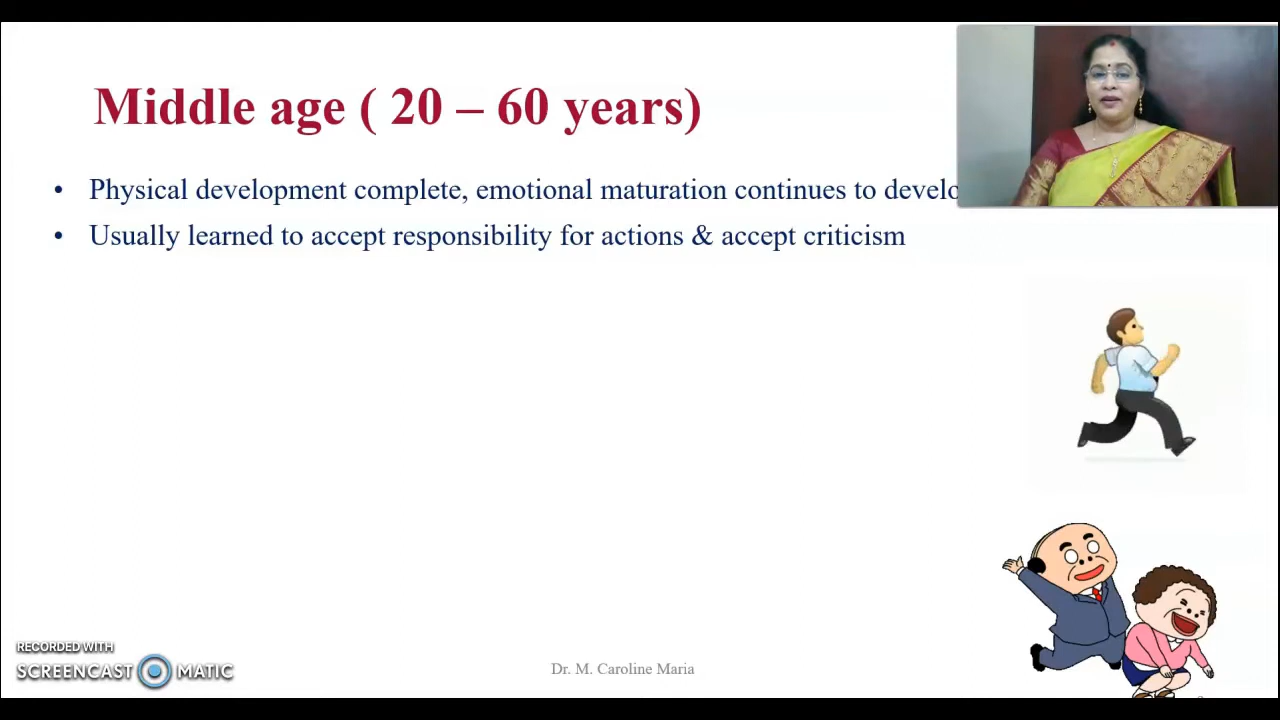 Middle age ( 20 – 60 years)
• Physical development complete, emotional maturation continues to develo
• Usually learned to accept responsibility for actions & accept criticism
RECORDED WITH
SCREENCAST MATIC
Dr. M. Caroline Maria